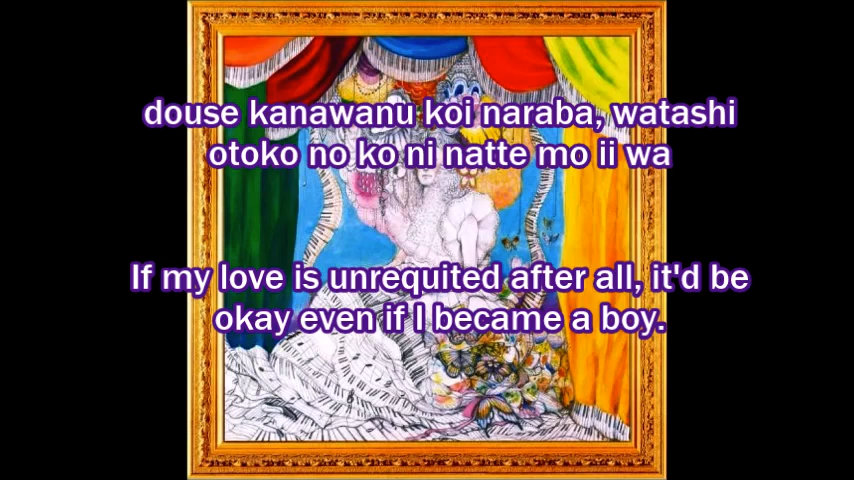 douse kanawanu koi naraba, watashi
otoko no ko ni natte mo ii wa
If my love is unrequited after all, it'd be
okay even if I became a boy.